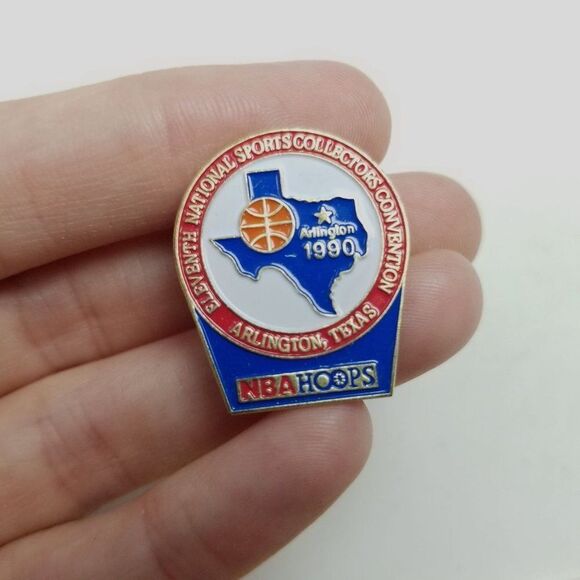 ELEVENTH NATIONAL SPORTS COLLECTORS CONVENTION
Arlington
1990
ARLINGTON, TEXAS
NBA HOOPS